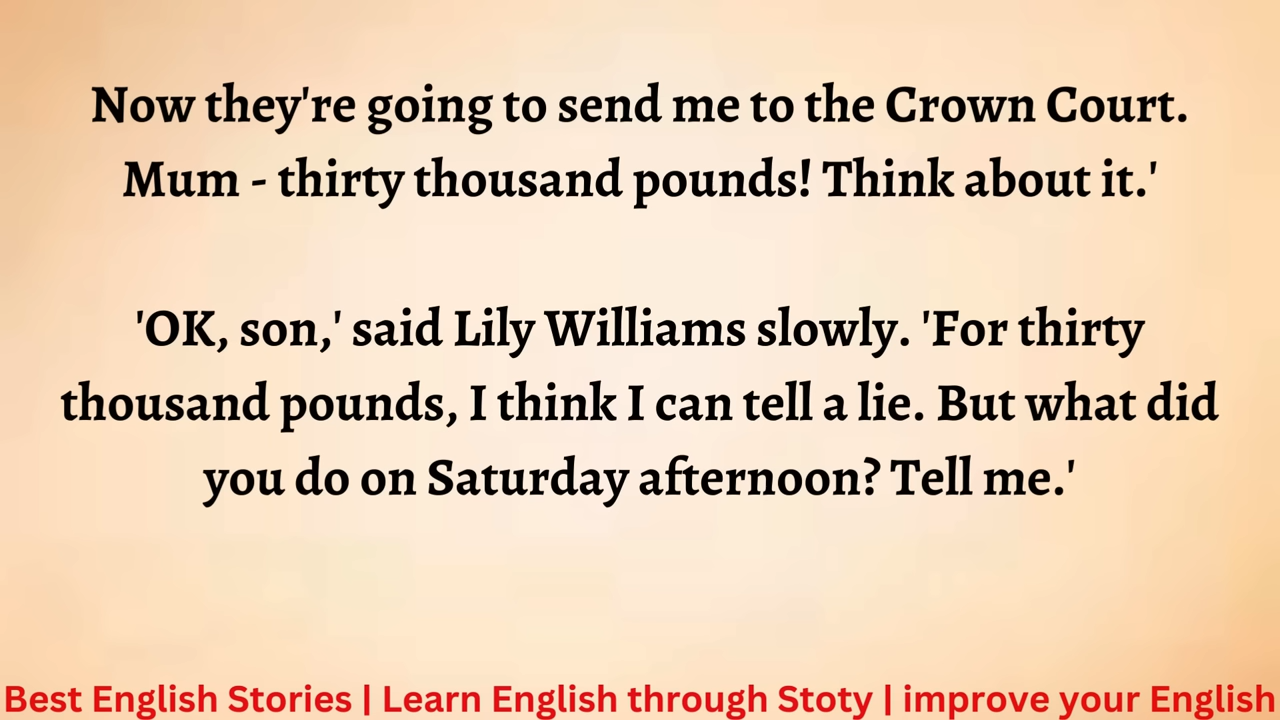 Now they're going to send me to the Crown Court.
Mum - thirty thousand pounds! Think about it.'
'OK, son,' said Lily Williams slowly. 'For thirty
thousand pounds, I think I can tell a lie. But what did
you do on Saturday afternoon? Tell me.'
Best English Stories | Learn English through Stoty | improve your English